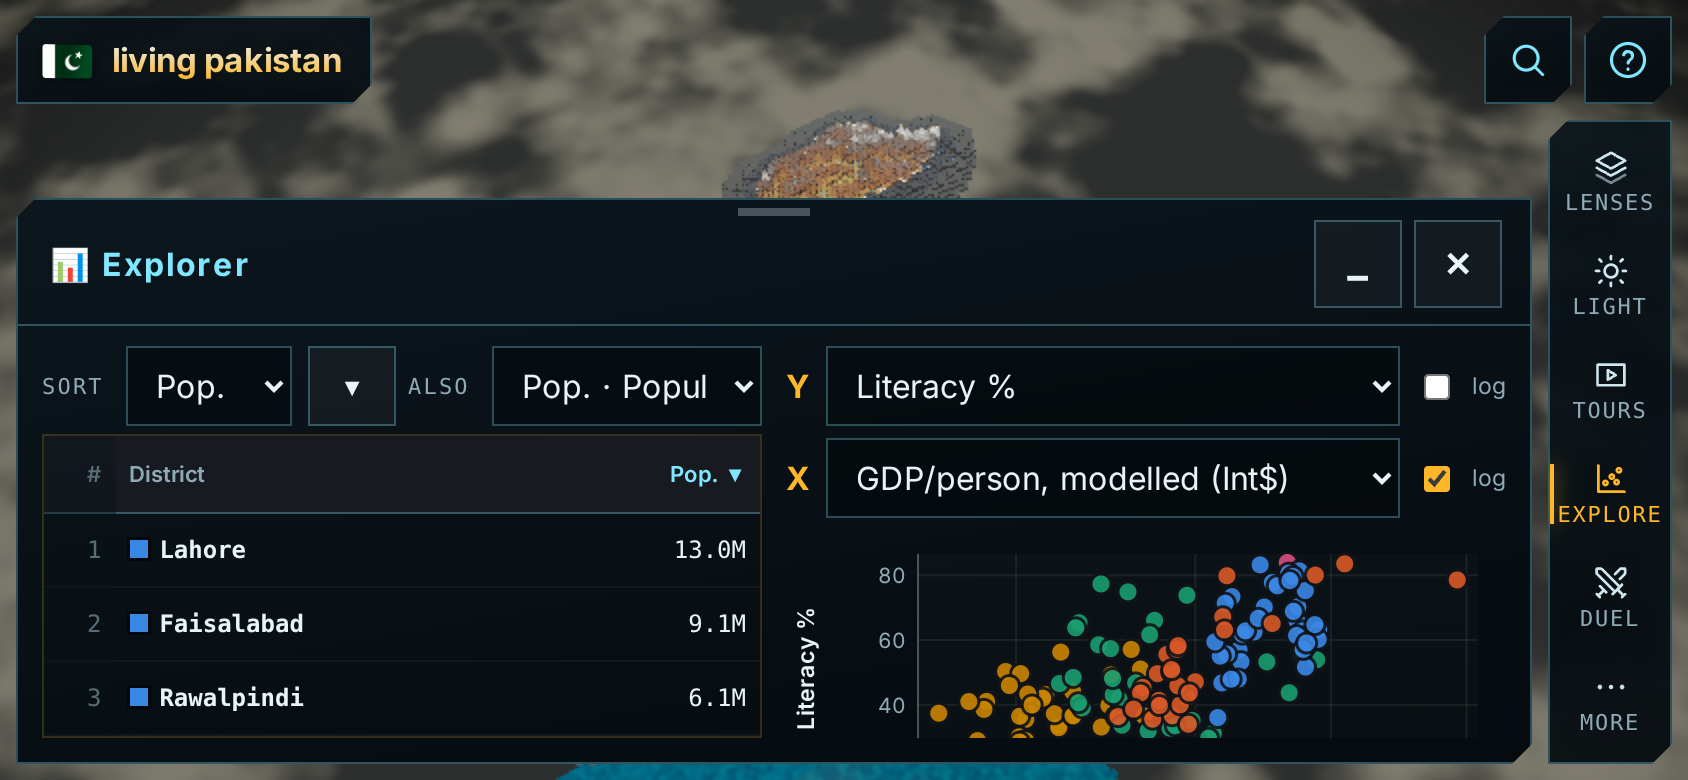 living pakistan
LENSES
LIGHT
TOURS
EXPLORE
DUEL
MORE
Explorer
SORT Pop. ▼ ALSO Pop. · Popul
# District Pop. ▼
1 Lahore 13.0M
2 Faisalabad 9.1M
3 Rawalpindi 6.1M
Y Literacy % log
X GDP/person, modelled (Int$) log
Literacy %
80
60
40